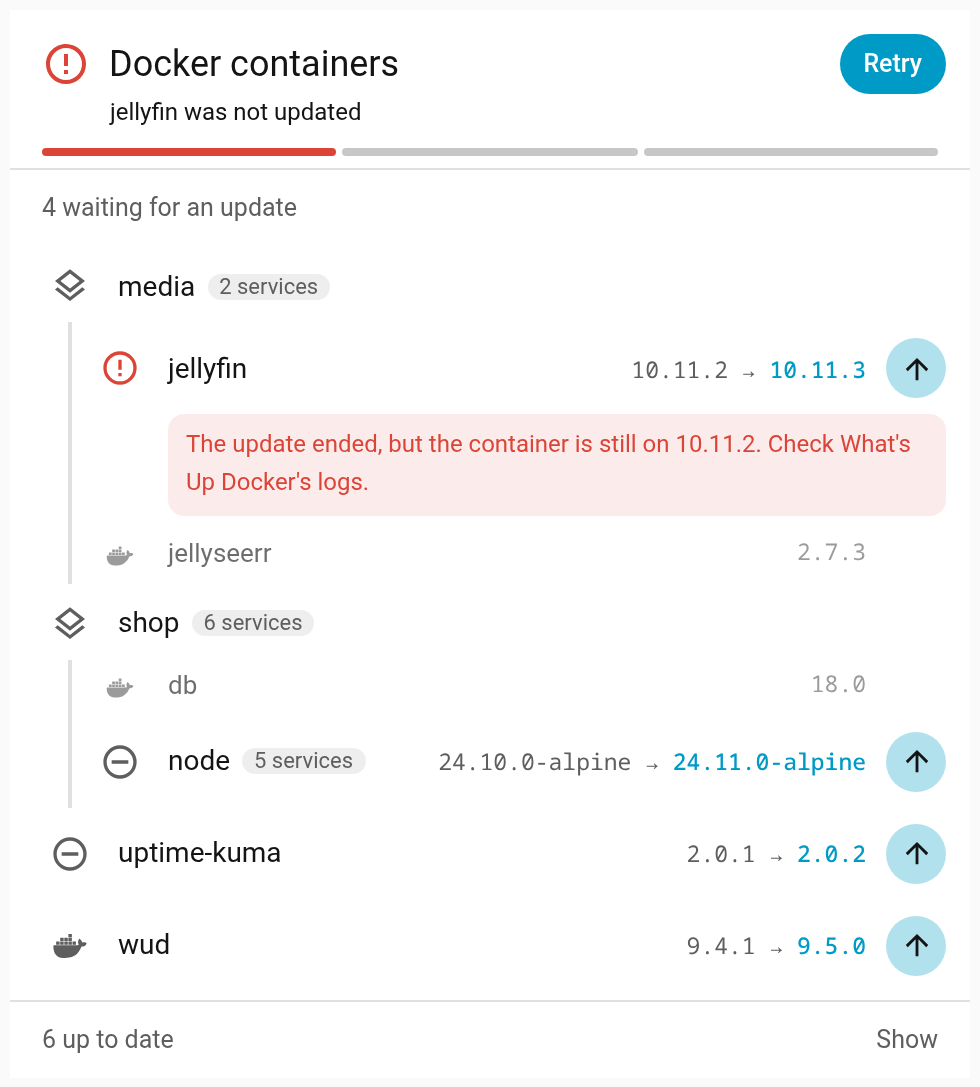 Docker containers
Retry
jellyfin was not updated
4 waiting for an update
media 2 services
jellyfin 10.11.2 → 10.11.3
The update ended, but the container is still on 10.11.2. Check What's
Up Docker's logs.
jellyseerr 2.7.3
shop 6 services
db 18.0
node 5 services 24.10.0-alpine → 24.11.0-alpine
uptime-kuma 2.0.1 → 2.0.2
wud 9.4.1 → 9.5.0
6 up to date Show